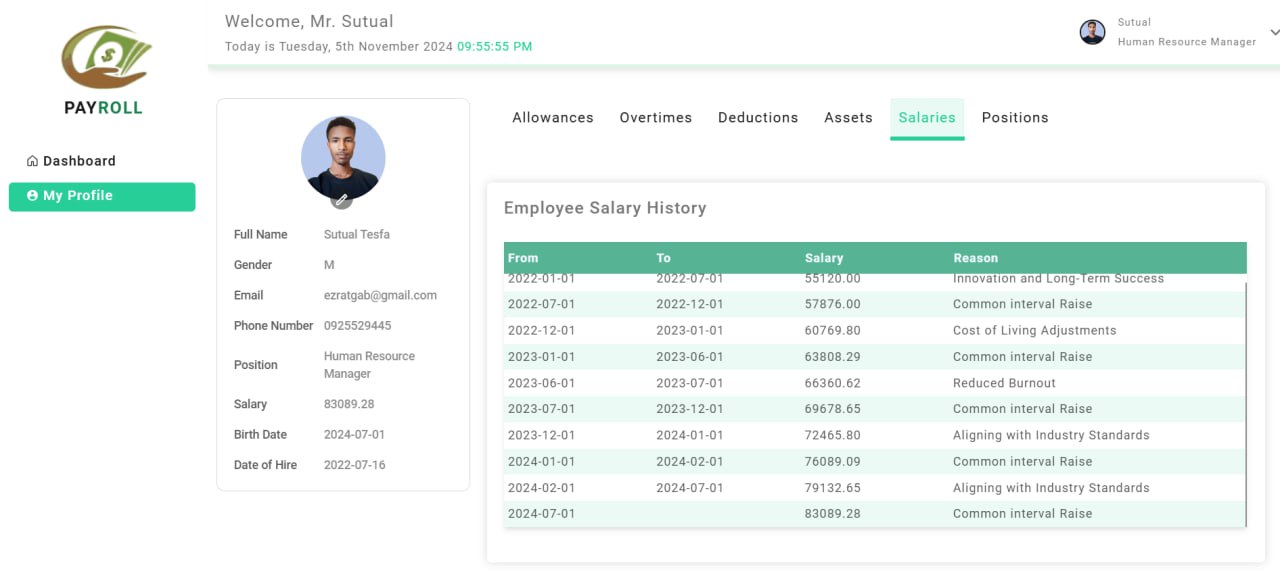 PAYROLL
Dashboard
My Profile
Welcome, Mr. Sutual
Today is Tuesday, 5th November 2024 09:55:55 PM
Sutual
Human Resource Manager
Full Name Sutual Tesfa
Gender M
Email ezratgab@gmail.com
Phone Number 0925529445
Position Human Resource
Manager
Salary 83089.28
Birth Date 2024-07-01
Date of Hire 2022-07-16
Allowances Overtimes Deductions Assets Salaries Positions
Employee Salary History
From To Salary Reason
2022-01-01 2022-07-01 55120.00 Innovation and Long-Term Success
2022-07-01 2022-12-01 57876.00 Common interval Raise
2022-12-01 2023-01-01 60769.80 Cost of Living Adjustments
2023-01-01 2023-06-01 63808.29 Common interval Raise
2023-06-01 2023-07-01 66360.62 Reduced Burnout
2023-07-01 2023-12-01 69678.65 Common interval Raise
2023-12-01 2024-01-01 72465.80 Aligning with Industry Standards
2024-01-01 2024-02-01 76089.09 Common interval Raise
2024-02-01 2024-07-01 79132.65 Aligning with Industry Standards
2024-07-01 83089.28 Common interval Raise